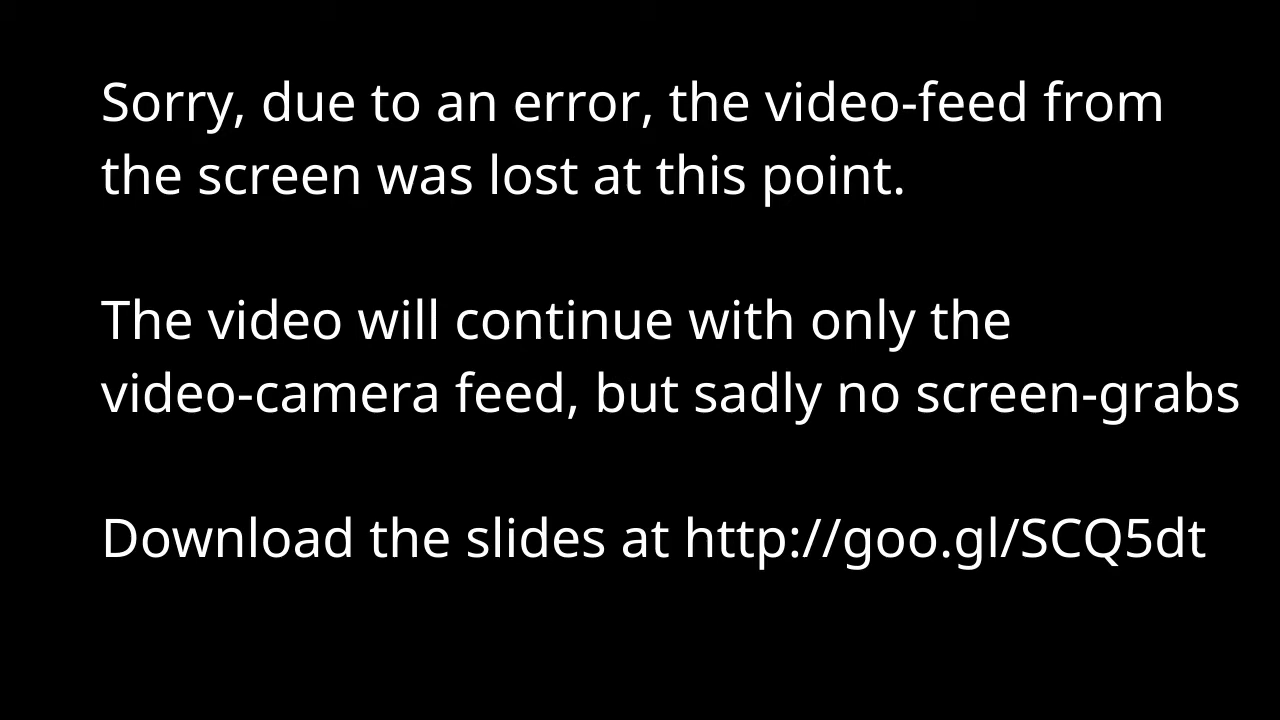 Sorry, due to an error, the video-feed from
the screen was lost at this point.
The video will continue with only the
video-camera feed, but sadly no screen-grabs
Download the slides at http://goo.gl/SCQ5dt